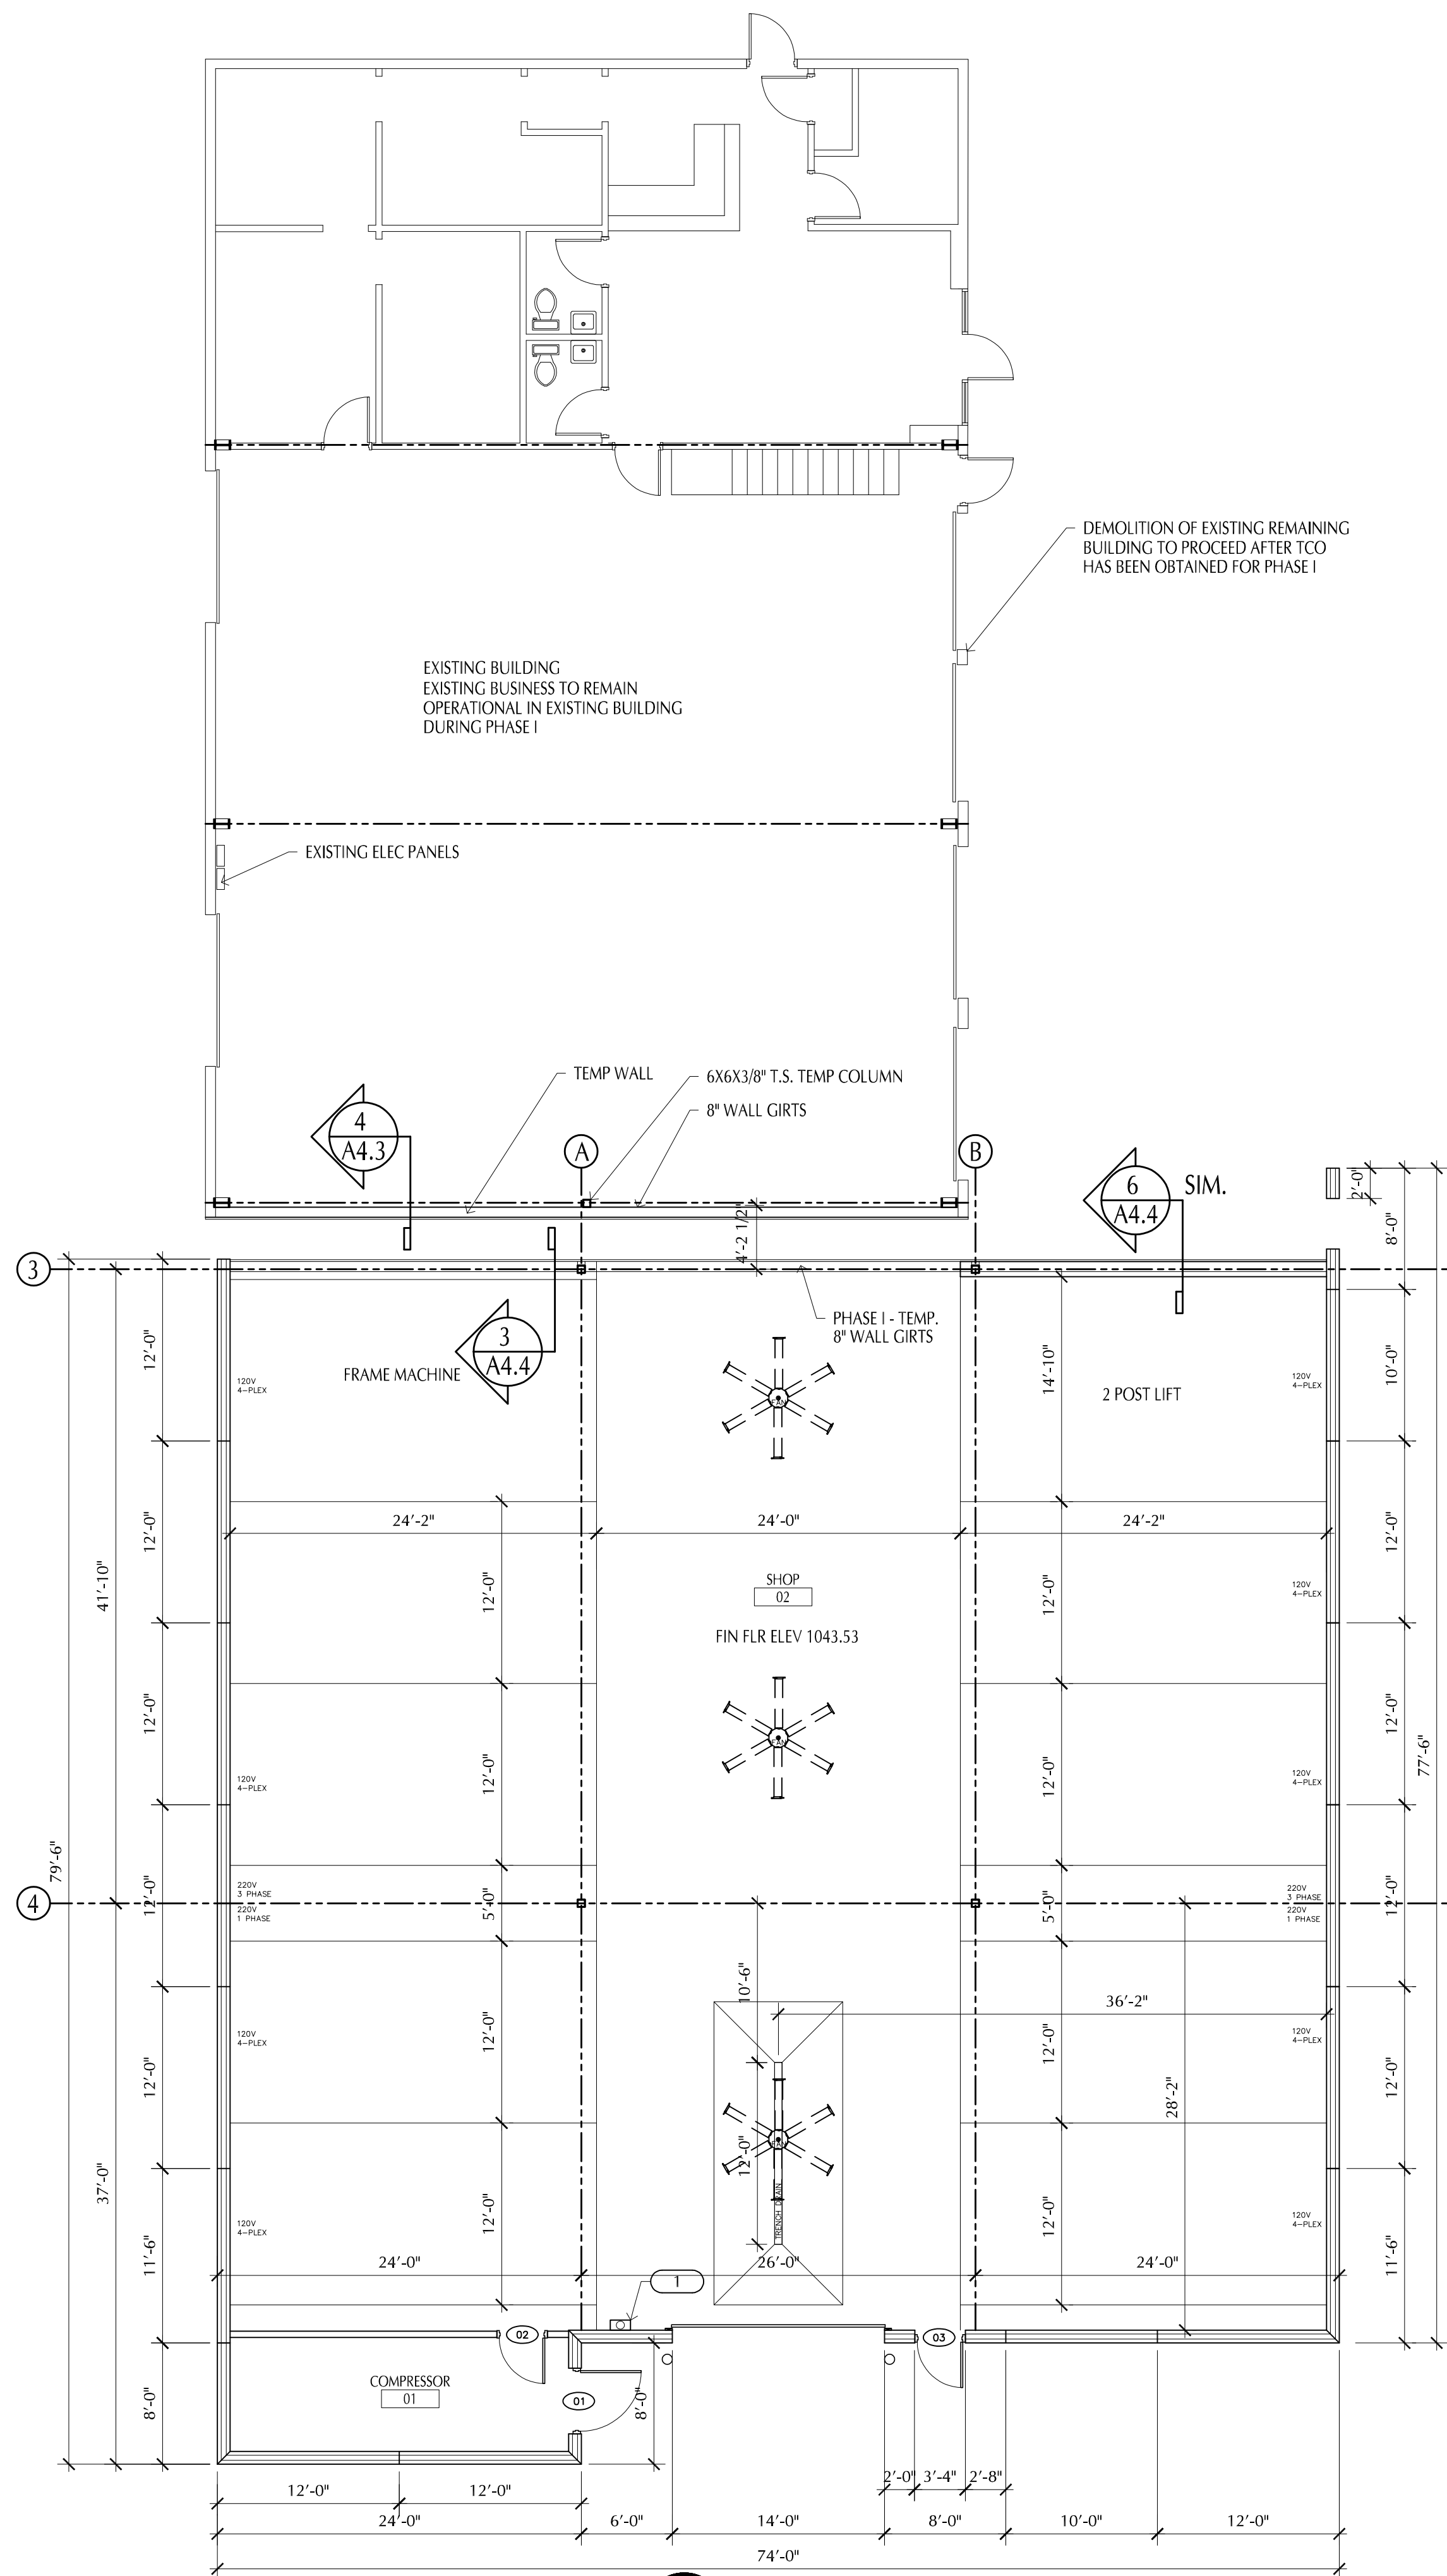 DEMOLITION OF EXISTING REMAINING
BUILDING TO PROCEED AFTER TCO
HAS BEEN OBTAINED FOR PHASE I
EXISTING BUILDING
EXISTING BUSINESS TO REMAIN
OPERATIONAL IN EXISTING BUILDING
DURING PHASE I
EXISTING ELEC PANELS
TEMP WALL
6X6X3/8" T.S. TEMP COLUMN
8" WALL GIRTS
4
A4.3
A
B
6
A4.4
SIM.
2'-0"
8'-0"
4'-2 1/2"
3
PHASE I - TEMP.
8" WALL GIRTS
3
A4.4
FRAME MACHINE
120V
4-PLEX
FAN
14'-10"
2 POST LIFT
120V
4-PLEX
12'-0"
10'-0"
24'-2"
24'-0"
24'-2"
41'-10"
12'-0"
12'-0"
SHOP
02
FIN FLR ELEV 1043.53
12'-0"
120V
4-PLEX
12'-0"
12'-0"
120V
4-PLEX
12'-0"
FAN
12'-0"
120V
4-PLEX
12'-0"
77'-6"
79'-6"
4
12'-0"
220V
3 PHASE
220V
1 PHASE
5'-0"
5'-0"
220V
3 PHASE
220V
1 PHASE
12'-0"
10'-6"
36'-2"
12'-0"
120V
4-PLEX
12'-0"
12'-0"
120V
4-PLEX
12'-0"
28'-2"
37'-0"
FAN
12'-0"
TRENCH DRAIN
11'-6"
120V
4-PLEX
12'-0"
12'-0"
120V
4-PLEX
11'-6"
24'-0"
26'-0"
24'-0"
1
02
03
COMPRESSOR
01
01
8'-0"
8'-0"
12'-0"
12'-0"
2'-0"
3'-4"
2'-8"
24'-0"
6'-0"
14'-0"
8'-0"
10'-0"
12'-0"
74'-0"